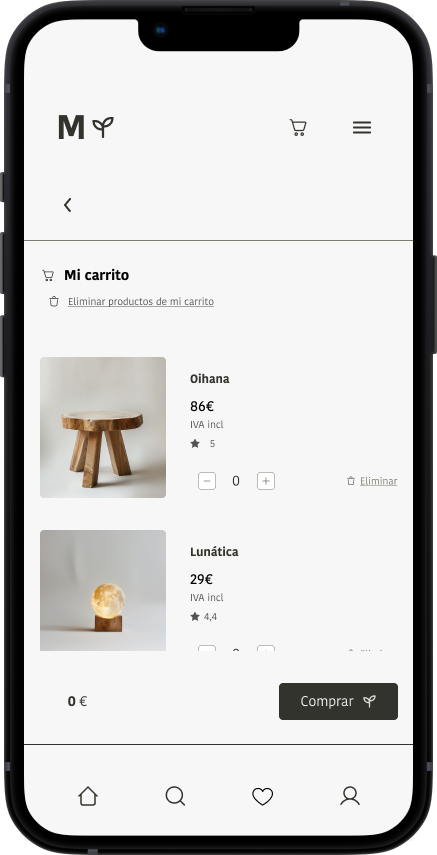 M
Mi carrito
Eliminar productos de mi carrito
Oihana
86€
IVA incl
5
− 0 + Eliminar
Lunática
29€
IVA incl
4,4
0 € Comprar